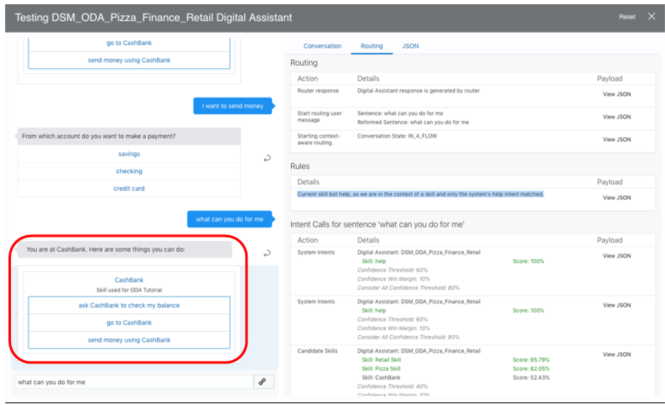 Testing DSM_ODA_Pizza_Finance_Retail Digital Assistant
Reset
go to CashBank
send money using CashBank
I want to send money
From which account do you want to make a payment?
savings
checking
credit card
what can you do for me
You are at CashBank. Here are some things you can do:
CashBank
Skill used for ODA Tutorial
ask CashBank to check my balance
go to CashBank
send money using CashBank
what can you do for me
Conversation Routing JSON
Routing
Action Details Payload
Router response Digital Assistant response is generated by router View JSON
Start routing user message Sentence: what can you do for me
Reformed Sentence: what can you do for me View JSON
Starting context-aware routing. Conversation State: IN_A_FLOW View JSON
Rules
Details Payload
Current skill bot help, as we are in the context of a skill and only the system's help intent matched. View JSON
Intent Calls for sentence 'what can you do for me'
Action Details Payload
System Intents Digital Assistant: DSM_ODA_Pizza_Finance_Retail View JSON
Skill: help Score: 100%
Confidence Threshold: 60%
Confidence Win Margin: 10%
Consider All Confidence Threshold: 80%
System Intents Digital Assistant: DSM_ODA_Pizza_Finance_Retail View JSON
Skill: help Score: 100%
Confidence Threshold: 60%
Confidence Win Margin: 10%
Consider All Confidence Threshold: 80%
Candidate Skills Digital Assistant: DSM_ODA_Pizza_Finance_Retail View JSON
Skill: Retail Skill Score: 65.79%
Skill: Pizza Skill Score: 62.05%
Skill: CashBank Score: 52.43%
Confidence Threshold: 40%
Confidence Win Margin: 10%